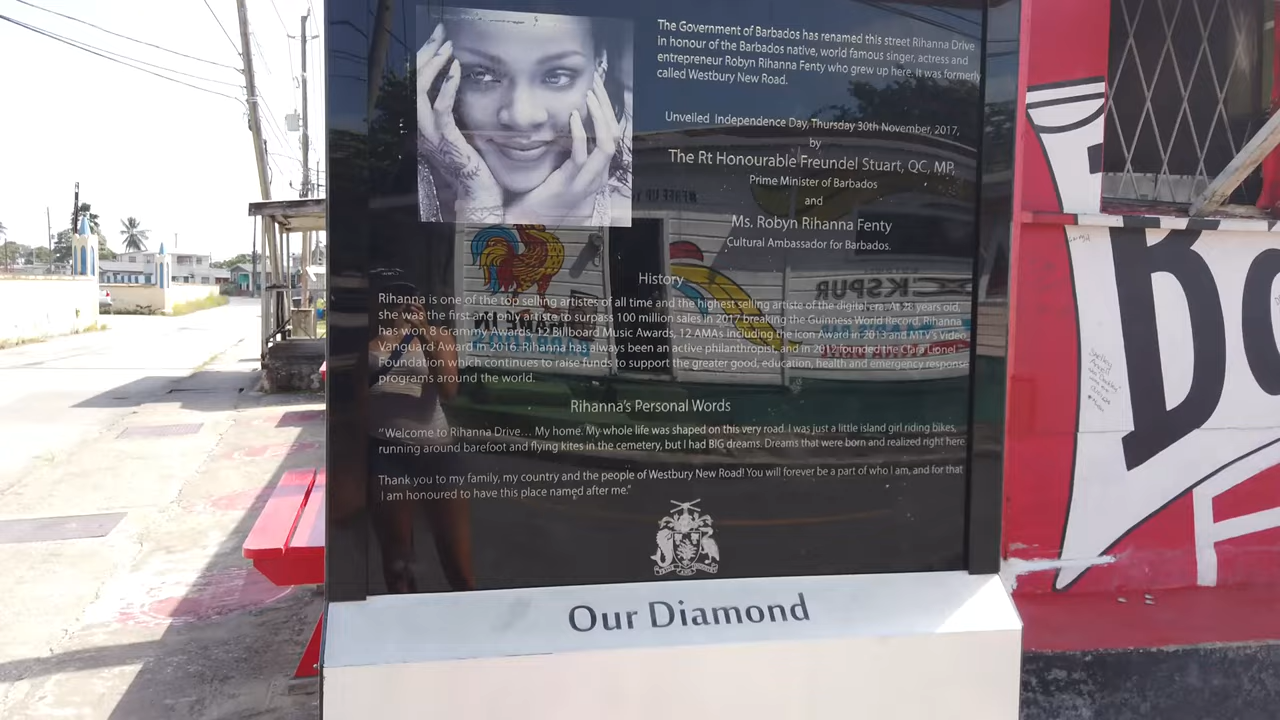 The Government of Barbados has renamed this street Rihanna Drive
in honour of the Barbados native, world famous singer, actress and
entrepreneur Robyn Rihanna Fenty who grew up here. It was formerly
called Westbury New Road.
Unveiled Independence Day, Thursday 30th November, 2017,
by
The Rt Honourable Freundel Stuart, QC, MP,
Prime Minister of Barbados
and
Ms. Robyn Rihanna Fenty
Cultural Ambassador for Barbados.
History
Rihanna is one of the top selling artistes of all time and the highest selling artiste of the digital era. At 28 years old,
she was the first and only artiste to surpass 100 million sales in 2017 breaking the Guinness World Record. Rihanna
has won 8 Grammy Awards, 12 Billboard Music Awards, 12 AMAs including the Icon Award in 2013 and MTV's Video
Vanguard Award in 2016. Rihanna has always been an active philanthropist, and in 2012 founded the Clara Lionel
Foundation which continues to raise funds to support the greater good, education, health and emergency response
programs around the world.
Rihanna's Personal Words
"Welcome to Rihanna Drive... My home. My whole life was shaped on this very road. I was just a little island girl riding bikes,
running around barefoot and flying kites in the cemetery, but I had BIG dreams. Dreams that were born and realized right here.
Thank you to my family, my country and the people of Westbury New Road! You will forever be a part of who I am, and for that
I am honoured to have this place named after me."
Our Diamond